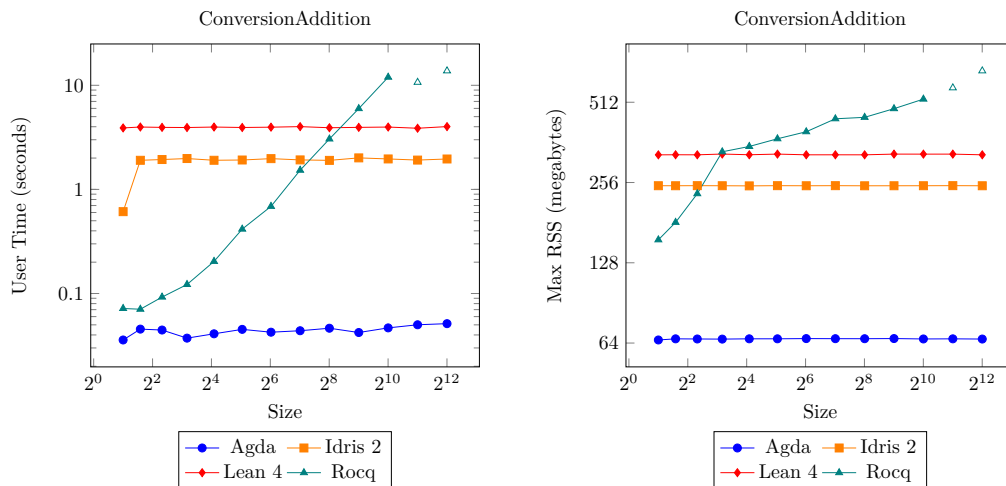 ConversionAddition
User Time (seconds)
10
1
0.1
2^0 2^2 2^4 2^6 2^8 2^10 2^12
Size
Agda Idris 2
Lean 4 Rocq
ConversionAddition
Max RSS (megabytes)
512
256
128
64
2^0 2^2 2^4 2^6 2^8 2^10 2^12
Size
Agda Idris 2
Lean 4 Rocq